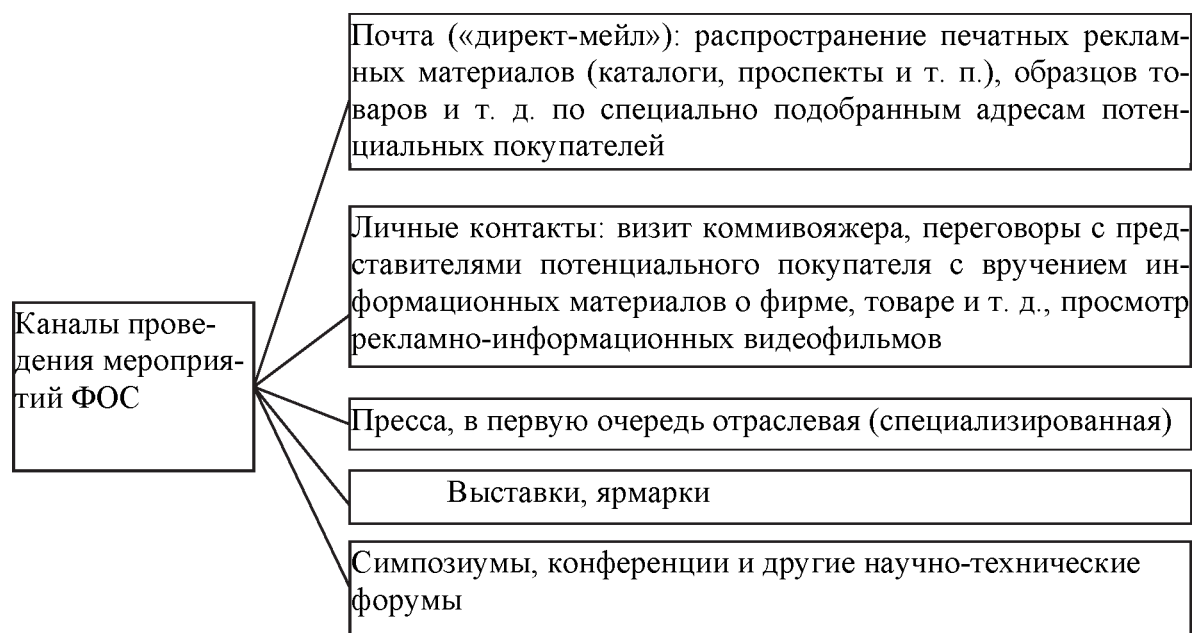 Почта («директ-мейл»): распространение печатных реклам-
ных материалов (каталоги, проспекты и т. п.), образцов то-
варов и т. д. по специально подобранным адресам потен-
циальных покупателей
Личные контакты: визит коммивояжера, переговоры с пред-
ставителями потенциального покупателя с вручением ин-
формационных материалов о фирме, товаре и т. д., просмотр
рекламно-информационных видеофильмов
Каналы прове-
дения мероприя-
тий ФОС
Пресса, в первую очередь отраслевая (специализированная)
Выставки, ярмарки
Симпозиумы, конференции и другие научно-технические
форумы